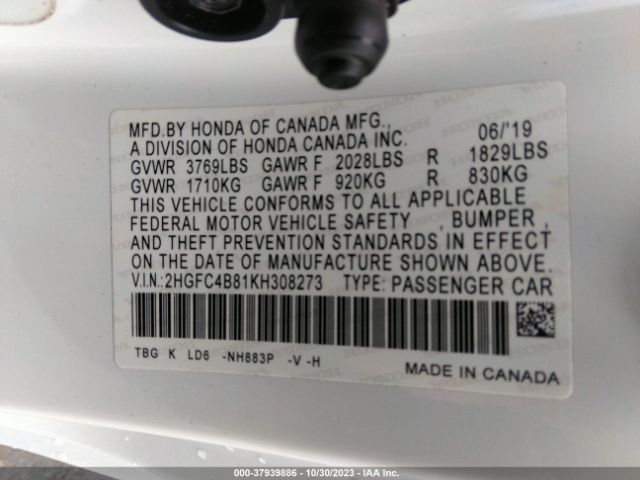 MFD.BY HONDA OF CANADA MFG., 06/'19
A DIVISION OF HONDA CANADA INC.
GVWR 3769LBS GAWR F 2028LBS R 1829LBS
GVWR 1710KG GAWR F 920KG R 830KG
THIS VEHICLE CONFORMS TO ALL APPLICABLE
FEDERAL MOTOR VEHICLE SAFETY , BUMPER ,
AND THEFT PREVENTION STANDARDS IN EFFECT
ON THE DATE OF MANUFACTURE SHOWN ABOVE.
V.I.N.: 2HGFC4B81KH308273 TYPE: PASSENGER CAR
TBG K LD6 -NH883P -V -H
MADE IN CANADA
000-37939886 - 10/30/2023 - IAA Inc.